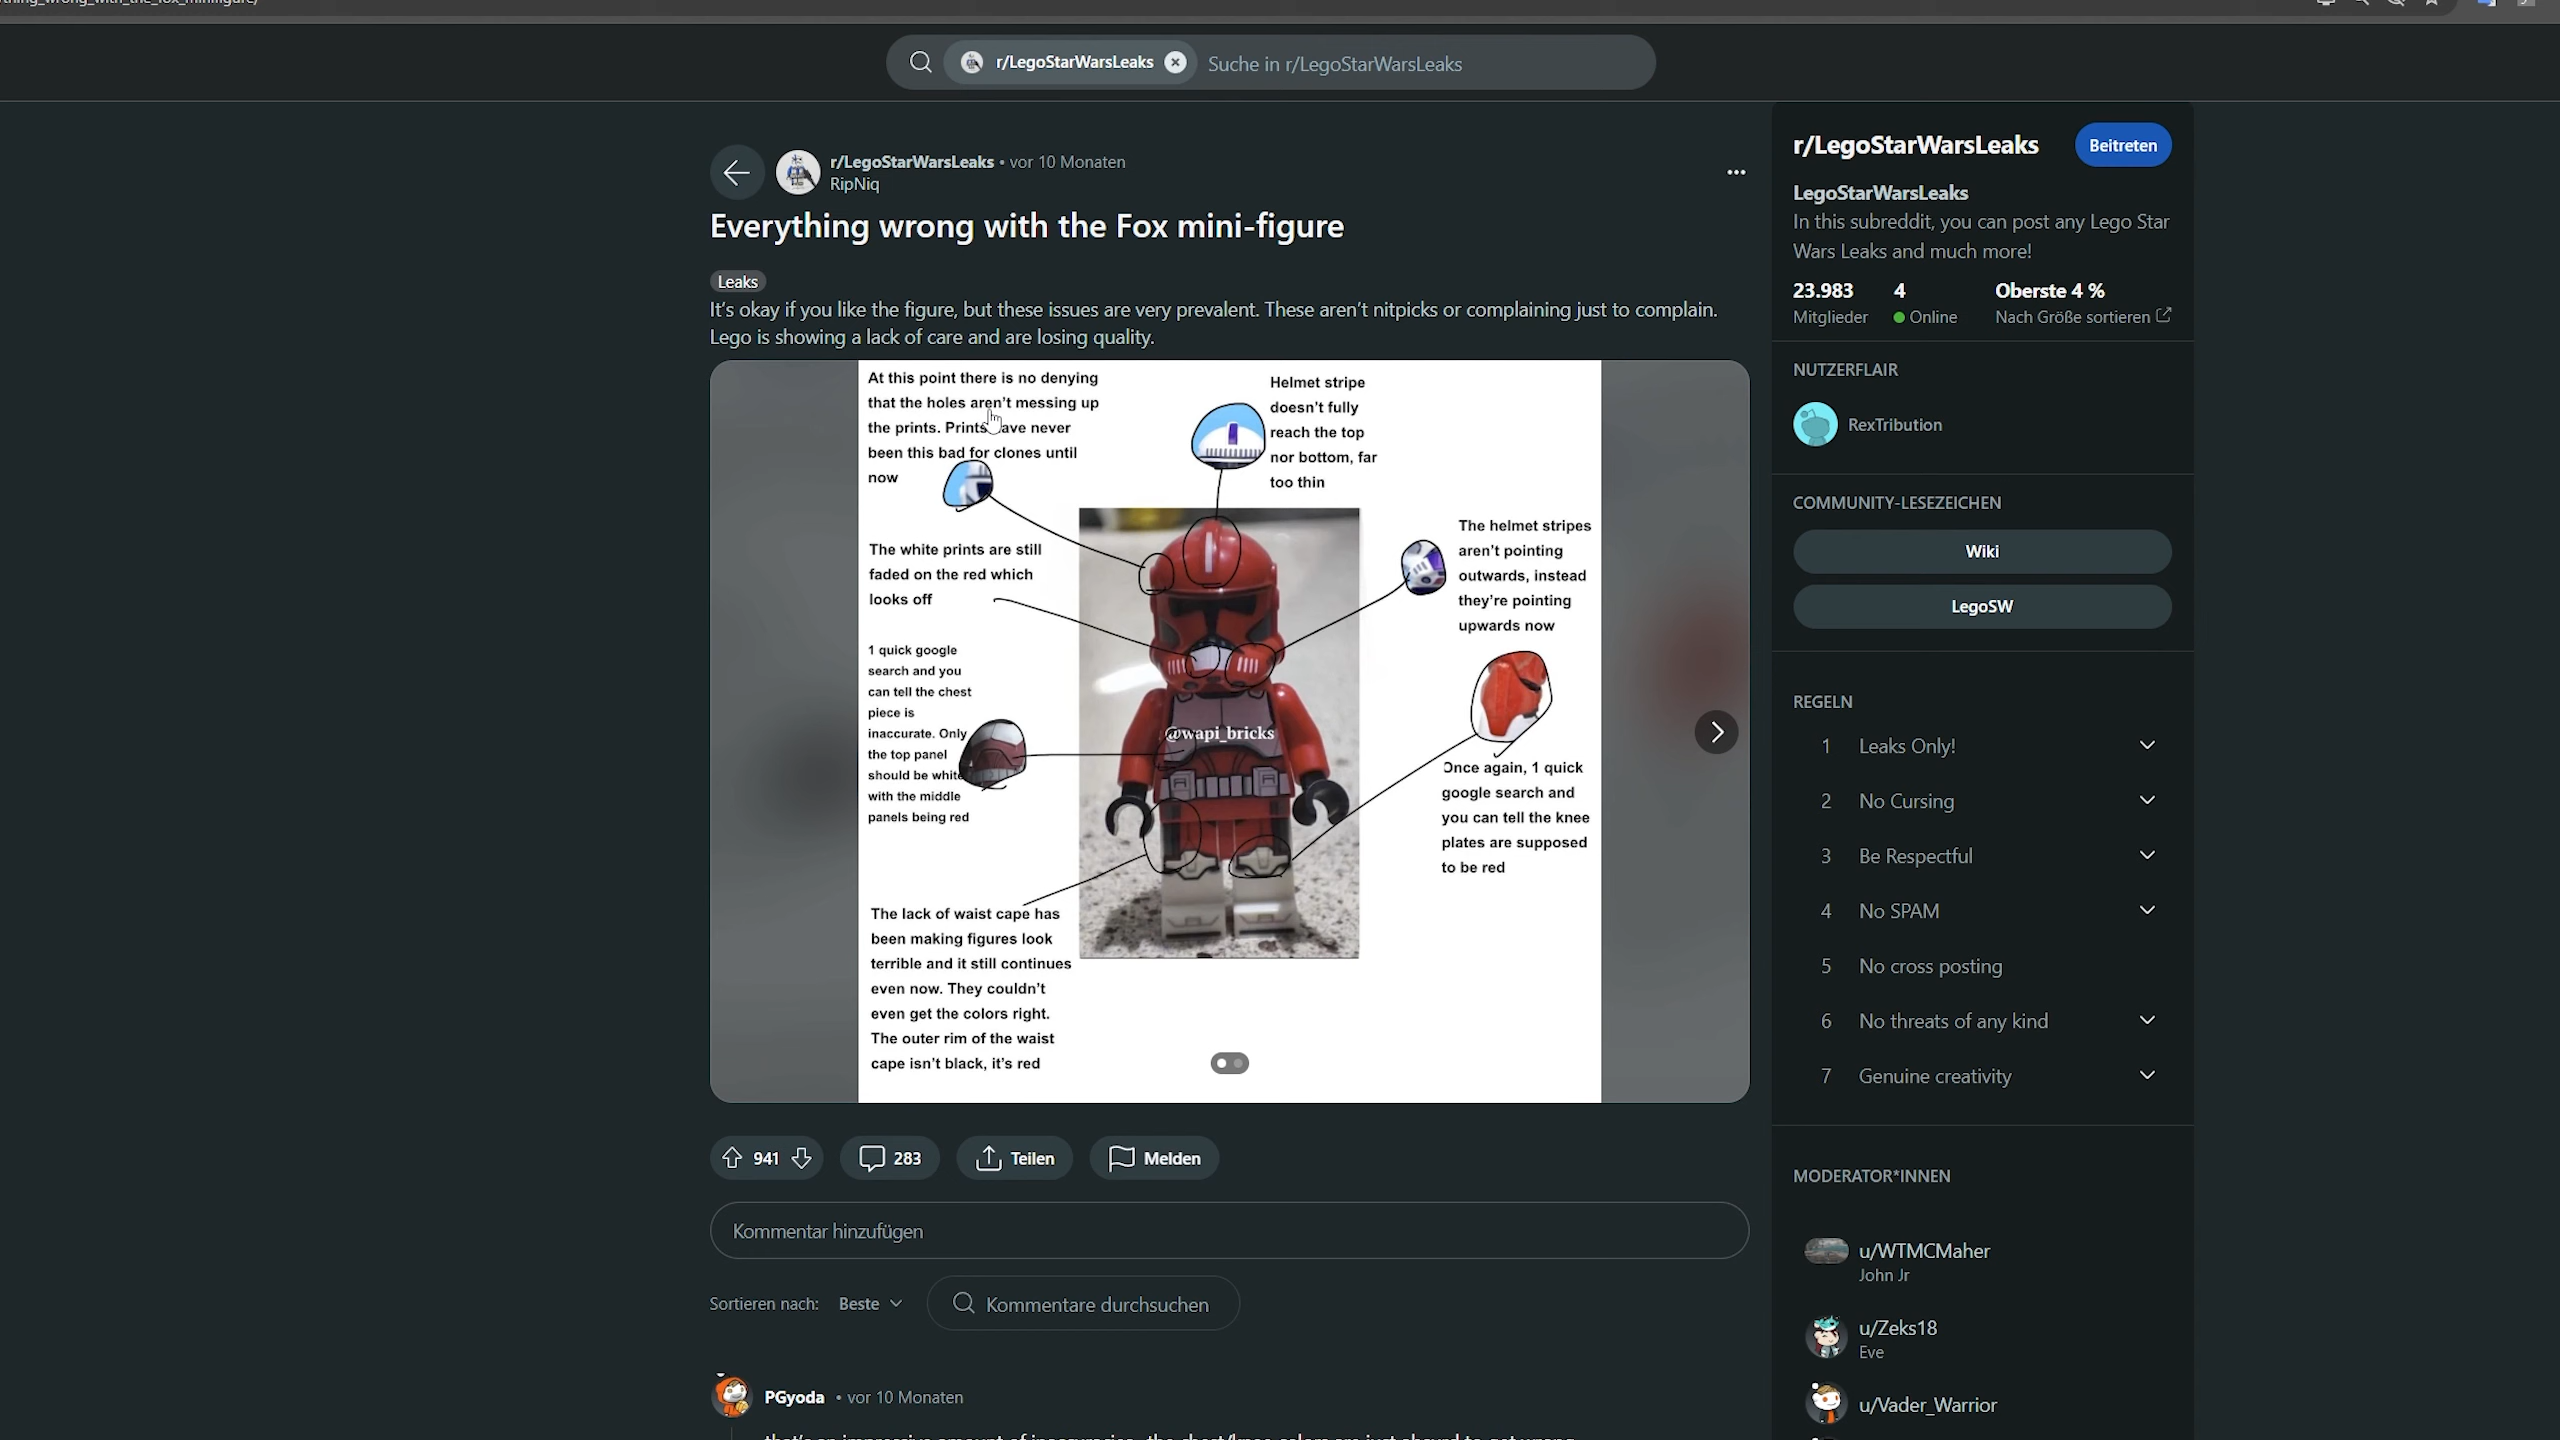 r/LegoStarWarsLeaks
Suche in r/LegoStarWarsLeaks
r/LegoStarWarsLeaks • vor 10 Monaten
RipNiq
Everything wrong with the Fox mini-figure
Leaks
It's okay if you like the figure, but these issues are very prevalent. These aren't nitpicks or complaining just to complain.
Lego is showing a lack of care and are losing quality.
At this point there is no denying
that the holes aren't messing up
the prints. Prints have never
been this bad for clones until
now
Helmet stripe
doesn't fully
reach the top
nor bottom, far
too thin
The white prints are still
faded on the red which
looks off
The helmet stripes
aren't pointing
outwards, instead
they're pointing
upwards now
1 quick google
search and you
can tell the chest
piece is
inaccurate. Only
the top panel
should be white
with the middle
panels being red
@wapi_bricks
Once again, 1 quick
google search and
you can tell the knee
plates are supposed
to be red
The lack of waist cape has
been making figures look
terrible and it still continues
even now. They couldn't
even get the colors right.
The outer rim of the waist
cape isn't black, it's red
941
283
Teilen
Melden
Kommentar hinzufügen
Sortieren nach: Beste
Kommentare durchsuchen
PGyoda • vor 10 Monaten
r/LegoStarWarsLeaks
Beitreten
LegoStarWarsLeaks
In this subreddit, you can post any Lego Star
Wars Leaks and much more!
23.983 4 Oberste 4 %
Mitglieder Online Nach Größe sortieren
NUTZERFLAIR
RexTribution
COMMUNITY-LESEZEICHEN
Wiki
LegoSW
REGELN
1 Leaks Only!
2 No Cursing
3 Be Respectful
4 No SPAM
5 No cross posting
6 No threats of any kind
7 Genuine creativity
MODERATOR*INNEN
u/WTMCMaher
John Jr
u/Zeks18
Eve
u/Vader_Warrior